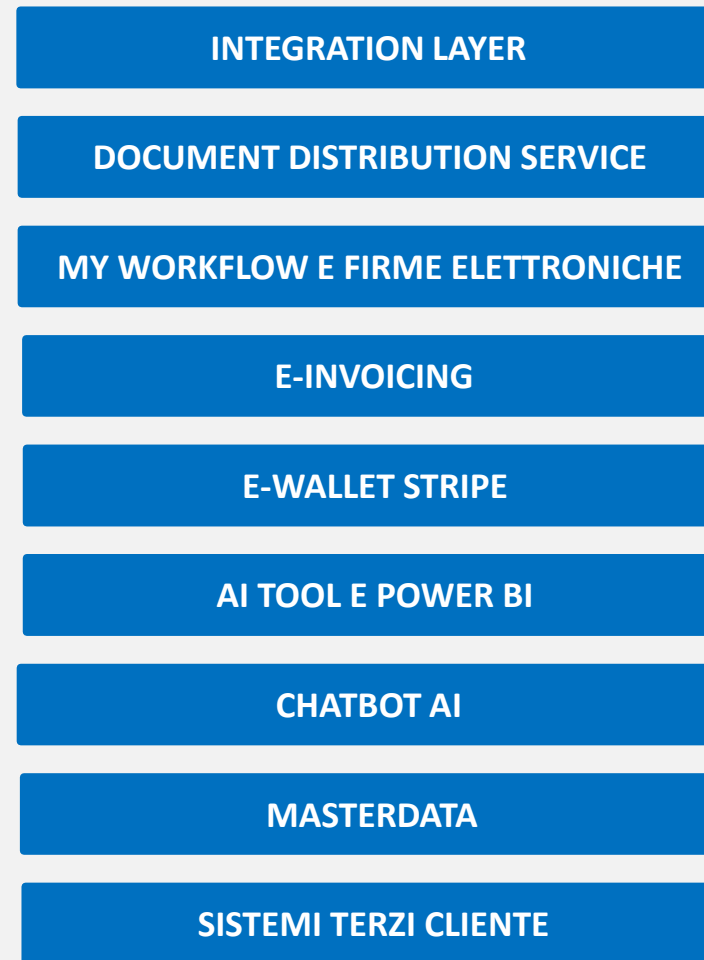 INTEGRATION LAYER
DOCUMENT DISTRIBUTION SERVICE
MY WORKFLOW E FIRME ELETTRONICHE
E-INVOICING
E-WALLET STRIPE
AI TOOL E POWER BI
CHATBOT AI
MASTERDATA
SISTEMI TERZI CLIENTE